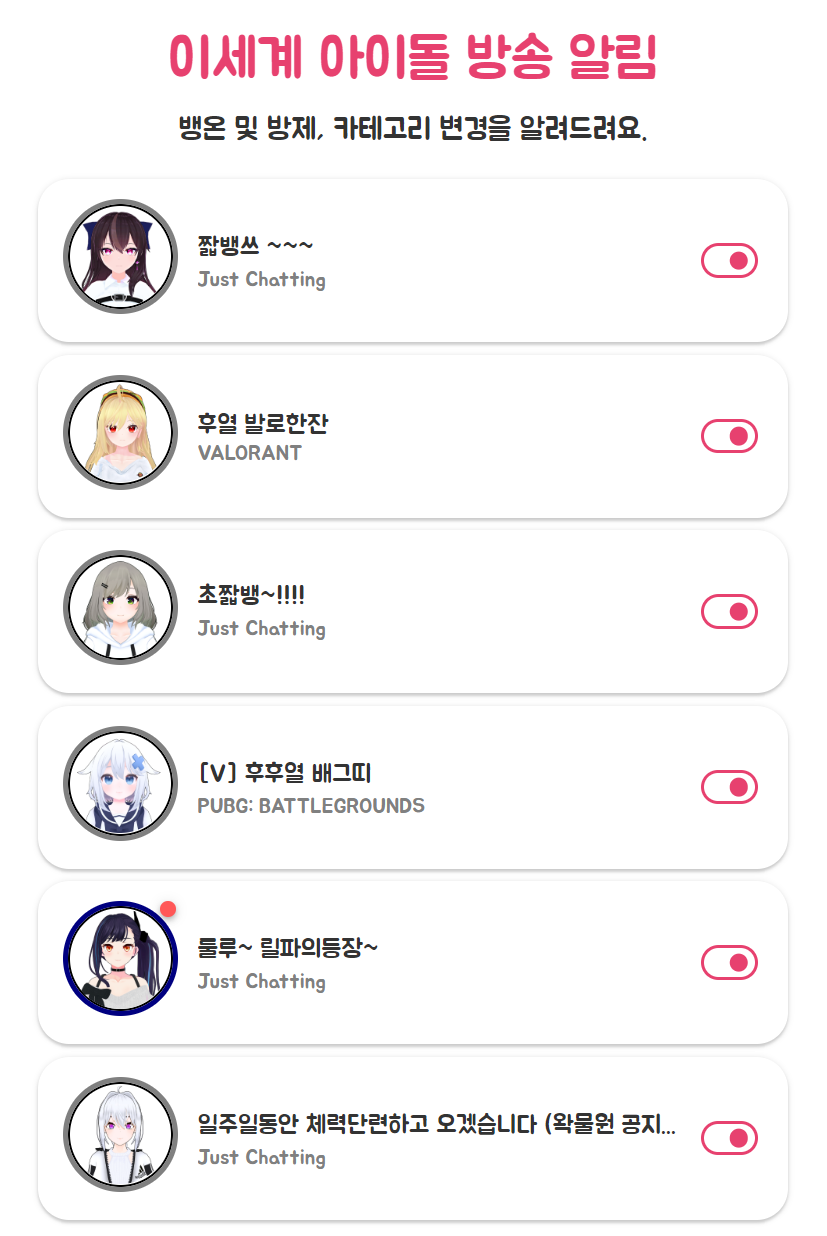 이세계 아이돌 방송 알림
뱅온 및 방제, 카테고리 변경을 알려드려요.
짧뱅쓰 ~~~
Just Chatting
후열 발로한잔
VALORANT
초짧뱅~!!!!
Just Chatting
[V] 후후열 배그띠
PUBG: BATTLEGROUNDS
룰루~ 릴파의등장~
Just Chatting
일주일동안 체력단련하고 오겠습니다 (왁물원 공지...
Just Chatting